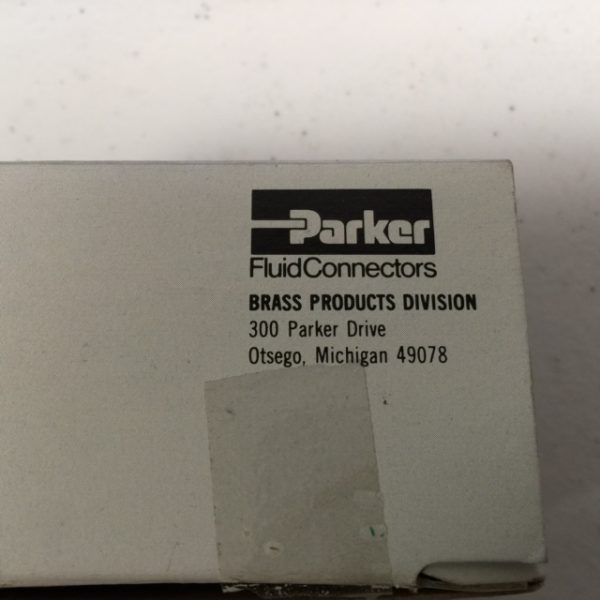 Parker
FluidConnectors
BRASS PRODUCTS DIVISION
300 Parker Drive
Otsego, Michigan 49078